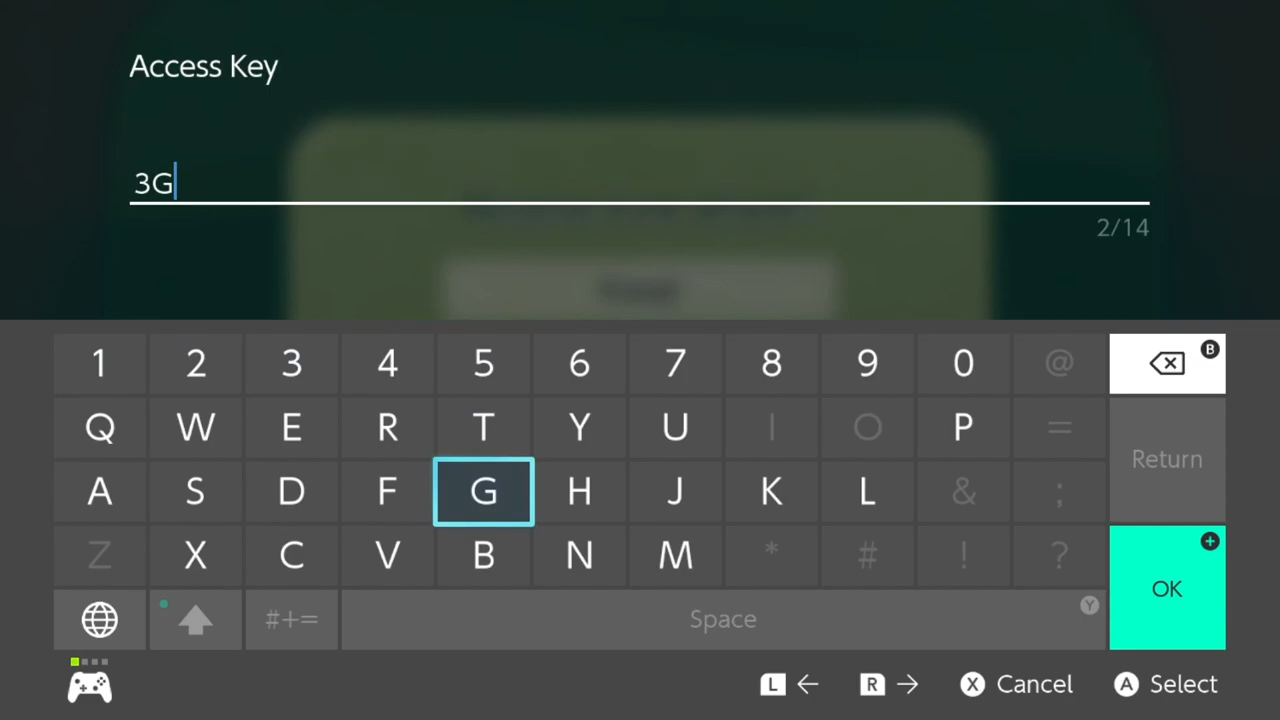 Access Key
3G
2/14
1 2 3 4 5 6 7 8 9 0 @ B
Q W E R T Y U I O P =
Return
A S D F G H J K L & ;
Z X C V B N M * # ! ? +
OK
#+= Space Y
L ← R → X Cancel A Select